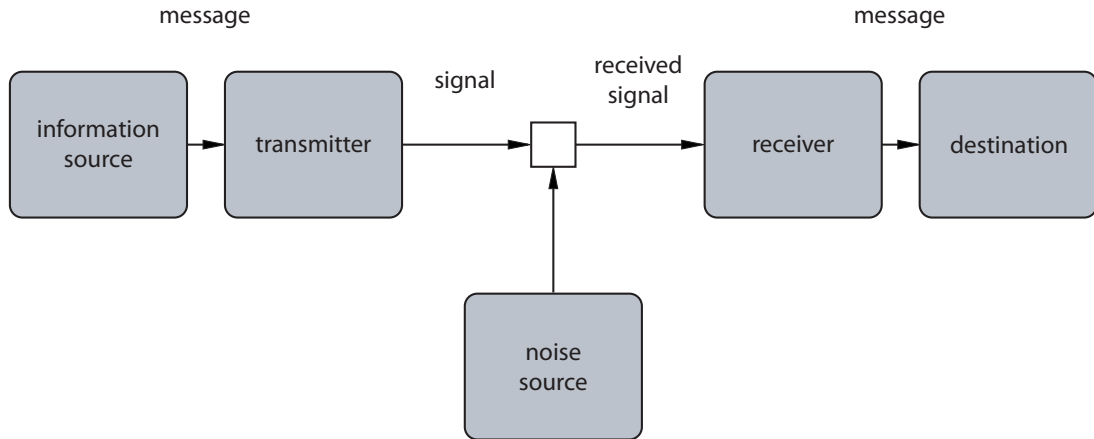 message
message
information
source
transmitter
signal
received
signal
receiver
destination
noise
source